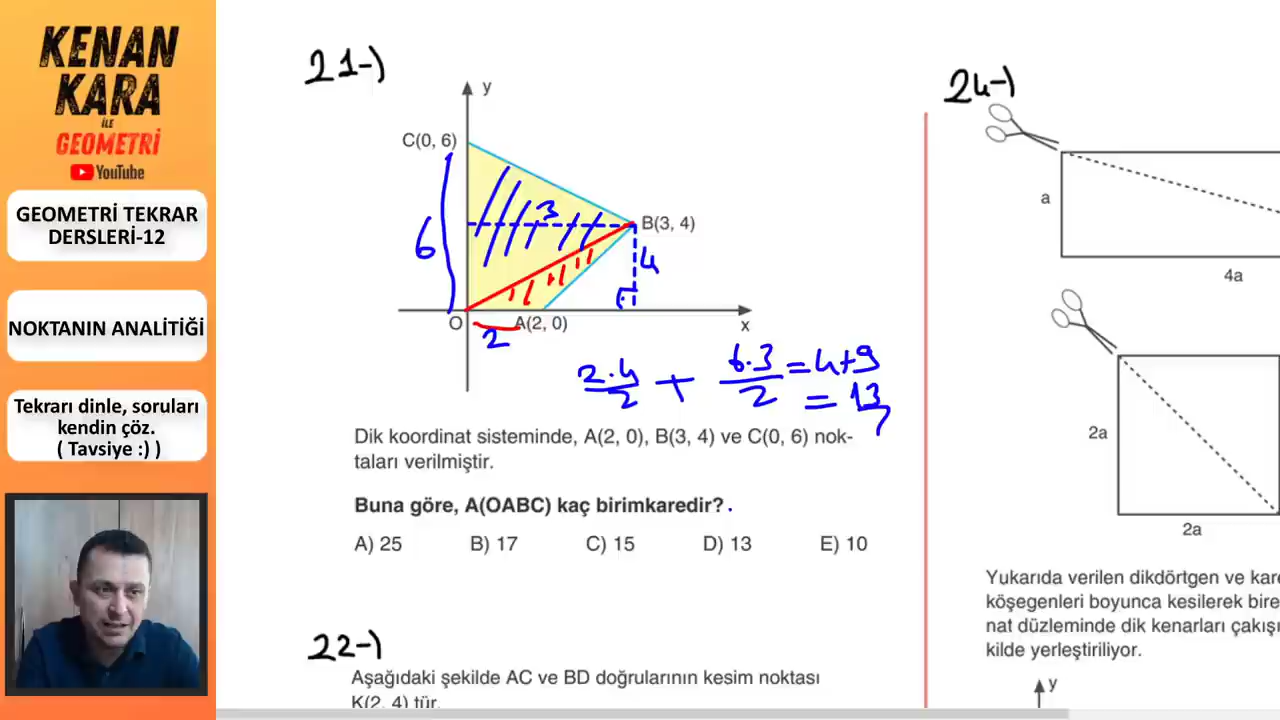 KENAN
KARA
İLE
GEOMETRİ
YouTube
GEOMETRİ TEKRAR
DERSLERİ-12
NOKTANIN ANALİTİĞİ
Tekrarı dinle, soruları
kendin çöz.
( Tavsiye :) )
21-)
y
C(0, 6)
3
B(3, 4)
6
4
O
A(2, 0)
x
2
2.4/2 + 6.3/2 = 4+9
= 13
Dik koordinat sisteminde, A(2, 0), B(3, 4) ve C(0, 6) nok-
taları verilmiştir.
Buna göre, A(OABC) kaç birimkaredir?
A) 25 B) 17 C) 15 D) 13 E) 10
22-)
Aşağıdaki şekilde AC ve BD doğrularının kesim noktası
K(2, 4) tür.
24-)
a
4a
2a
2a
Yukarıda verilen dikdörtgen ve kare
köşegenleri boyunca kesilerek bire
nat düzleminde dik kenarları çakışı
kilde yerleştiriliyor.
y